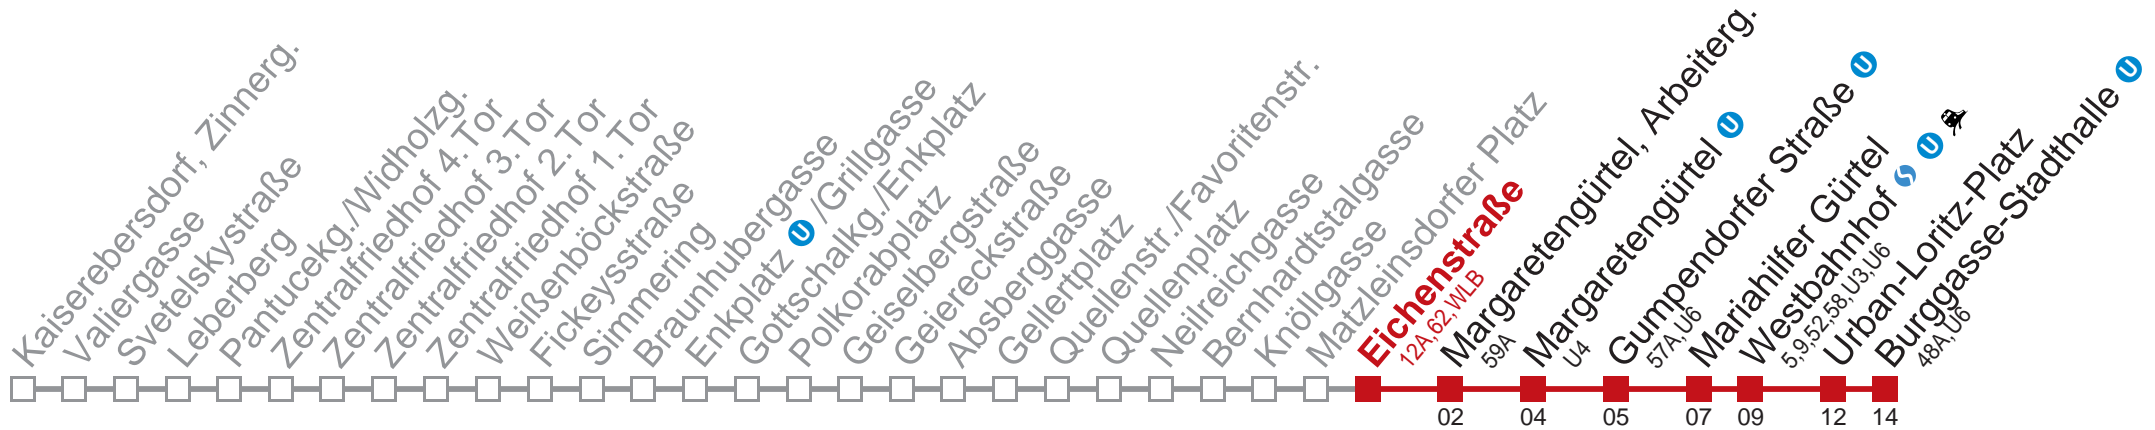 Kaiserebersdorf, Zinnerg.
Valiergasse
Svetelskystraße
Leberberg
Pantucekg./Widholzg.
Zentralfriedhof 4.Tor
Zentralfriedhof 3.Tor
Zentralfriedhof 2.Tor
Zentralfriedhof 1.Tor
Weißenböckstraße
Fickeysstraße
Simmering
Braunhubergasse
Enkplatz U /Grillgasse
Gottschalkg./Enkplatz
Polkorabplatz
Geiselbergstraße
Geiereckstraße
Absberggasse
Gellertplatz
Quellenstr./Favoritenstr.
Quellenplatz
Neilreichgasse
Bernhardtstalgasse
Knöllgasse
Matzleinsdorfer Platz
Eichenstraße
12A,62,WLB
Margaretengürtel, Arbeiterg.
59A
Margaretengürtel U
U4
Gumpendorfer Straße U
57A,U6
Mariahilfer Gürtel
Westbahnhof S U
5,9,52,58,U3,U6
Urban-Loritz-Platz
Burggasse-Stadthalle U
48A,U6
02 04 05 07 09 12 14